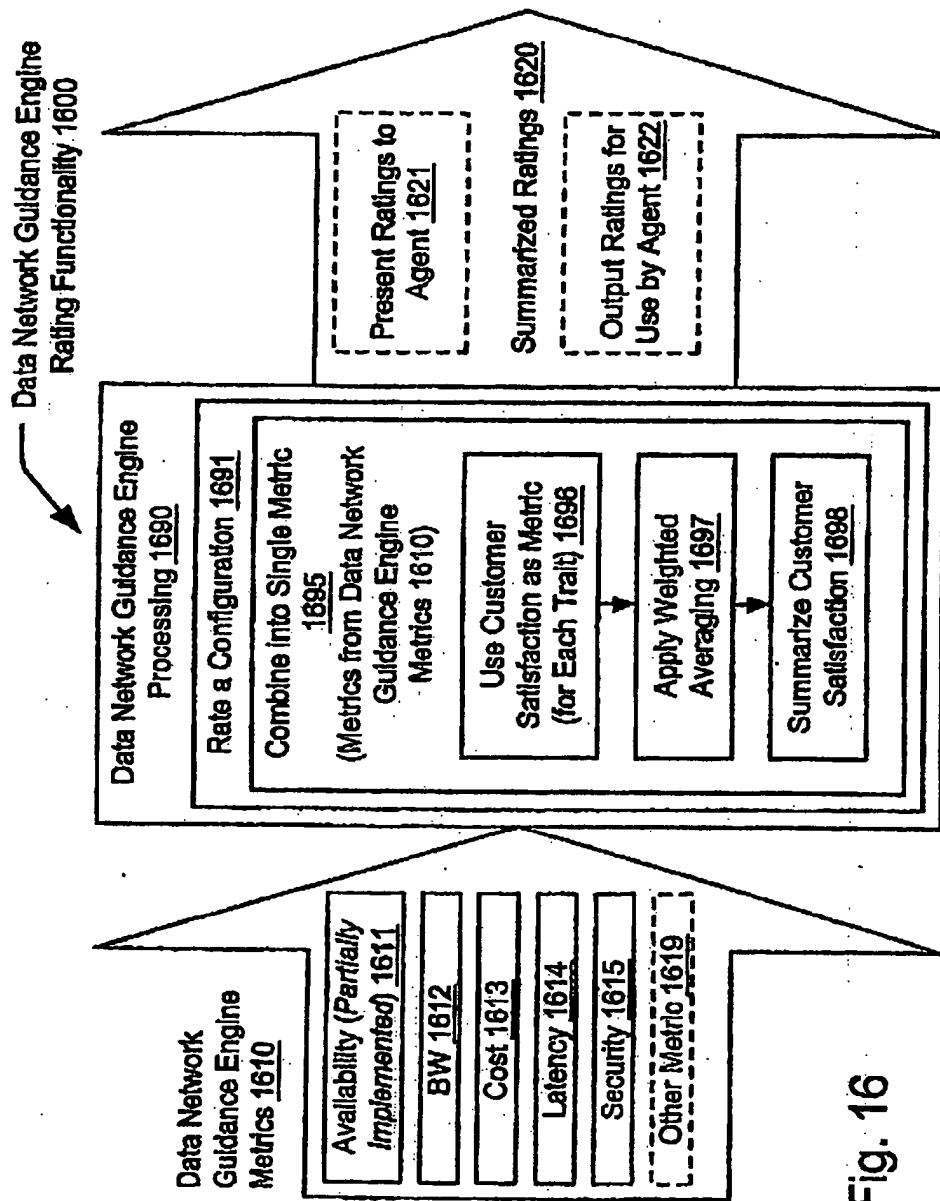 Data Network Guidance Engine
Rating Functionality 1600
Data Network
Guidance Engine
Metrics 1610
Availability (Partially
Implemented) 1611
BW 1612
Cost 1613
Latency 1614
Security 1615
Other Metric 1619
Data Network Guidance Engine
Processing 1690
Rate a Configuration 1691
Combine into Single Metric
1695
(Metrics from Data Network
Guidance Engine
Metrics 1610)
Use Customer
Satisfaction as Metric
(for Each Trait) 1696
Apply Weighted
Averaging 1697
Summarize Customer
Satisfaction 1698
Present Ratings to
Agent 1621
Summarized Ratings 1620
Output Ratings for
Use by Agent 1622
Fig. 16